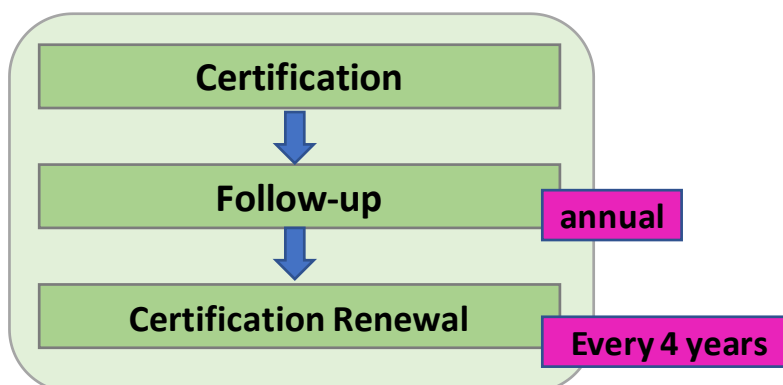 Certification
Follow-up
annual
Certification Renewal
Every 4 years